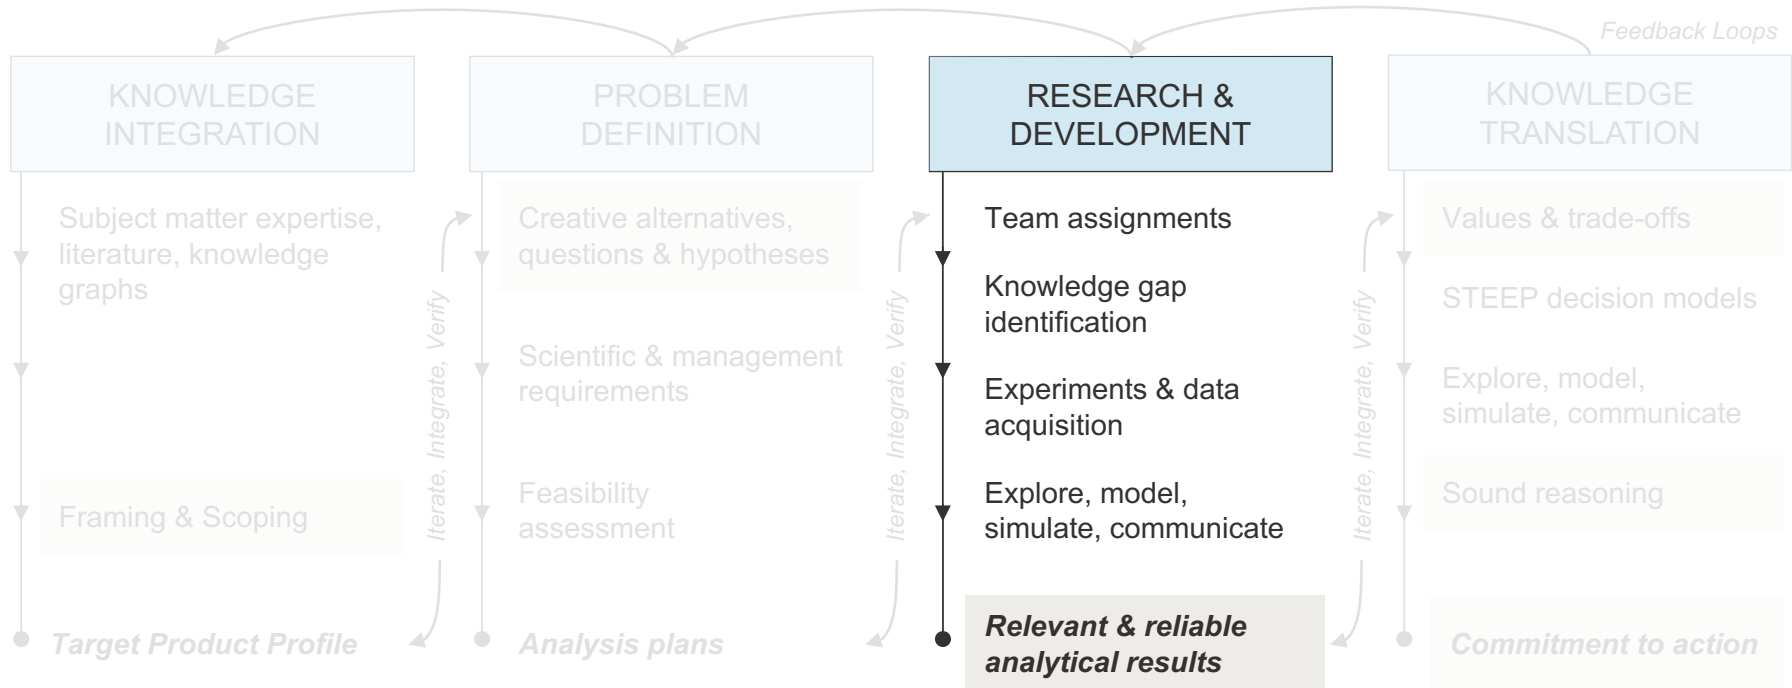 Feedback Loops
KNOWLEDGE
INTEGRATION
Subject matter expertise,
literature, knowledge
graphs
Framing & Scoping
Target Product Profile
Iterate, Integrate, Verify
PROBLEM
DEFINITION
Creative alternatives,
questions & hypotheses
Scientific & management
requirements
Feasibility
assessment
Analysis plans
Iterate, Integrate, Verify
RESEARCH &
DEVELOPMENT
Team assignments
Knowledge gap
identification
Experiments & data
acquisition
Explore, model,
simulate, communicate
Relevant & reliable
analytical results
Iterate, Integrate, Verify
KNOWLEDGE
TRANSLATION
Values & trade-offs
STEEP decision models
Explore, model,
simulate, communicate
Sound reasoning
Commitment to action